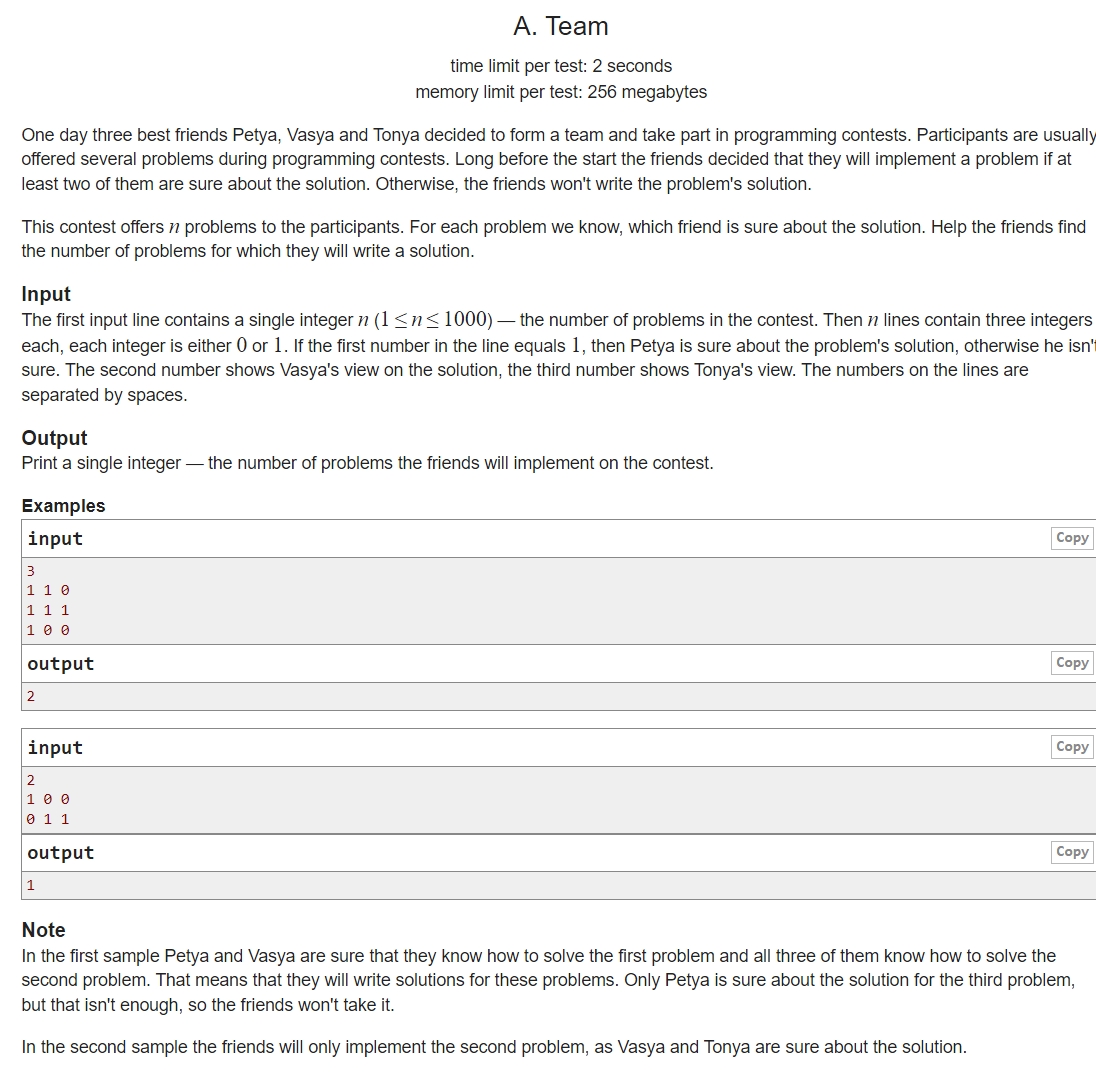 A. Team
time limit per test: 2 seconds
memory limit per test: 256 megabytes
One day three best friends Petya, Vasya and Tonya decided to form a team and take part in programming contests. Participants are usually
offered several problems during programming contests. Long before the start the friends decided that they will implement a problem if at
least two of them are sure about the solution. Otherwise, the friends won't write the problem's solution.
This contest offers n problems to the participants. For each problem we know, which friend is sure about the solution. Help the friends find
the number of problems for which they will write a solution.
Input
The first input line contains a single integer n (1 ≤ n ≤ 1000) — the number of problems in the contest. Then n lines contain three integers
each, each integer is either 0 or 1. If the first number in the line equals 1, then Petya is sure about the problem's solution, otherwise he isn't
sure. The second number shows Vasya's view on the solution, the third number shows Tonya's view. The numbers on the lines are
separated by spaces.
Output
Print a single integer — the number of problems the friends will implement on the contest.
Examples
input Copy
3
1 1 0
1 1 1
1 0 0
output Copy
2
input Copy
2
1 0 0
0 1 1
output Copy
1
Note
In the first sample Petya and Vasya are sure that they know how to solve the first problem and all three of them know how to solve the
second problem. That means that they will write solutions for these problems. Only Petya is sure about the solution for the third problem,
but that isn't enough, so the friends won't take it.
In the second sample the friends will only implement the second problem, as Vasya and Tonya are sure about the solution.